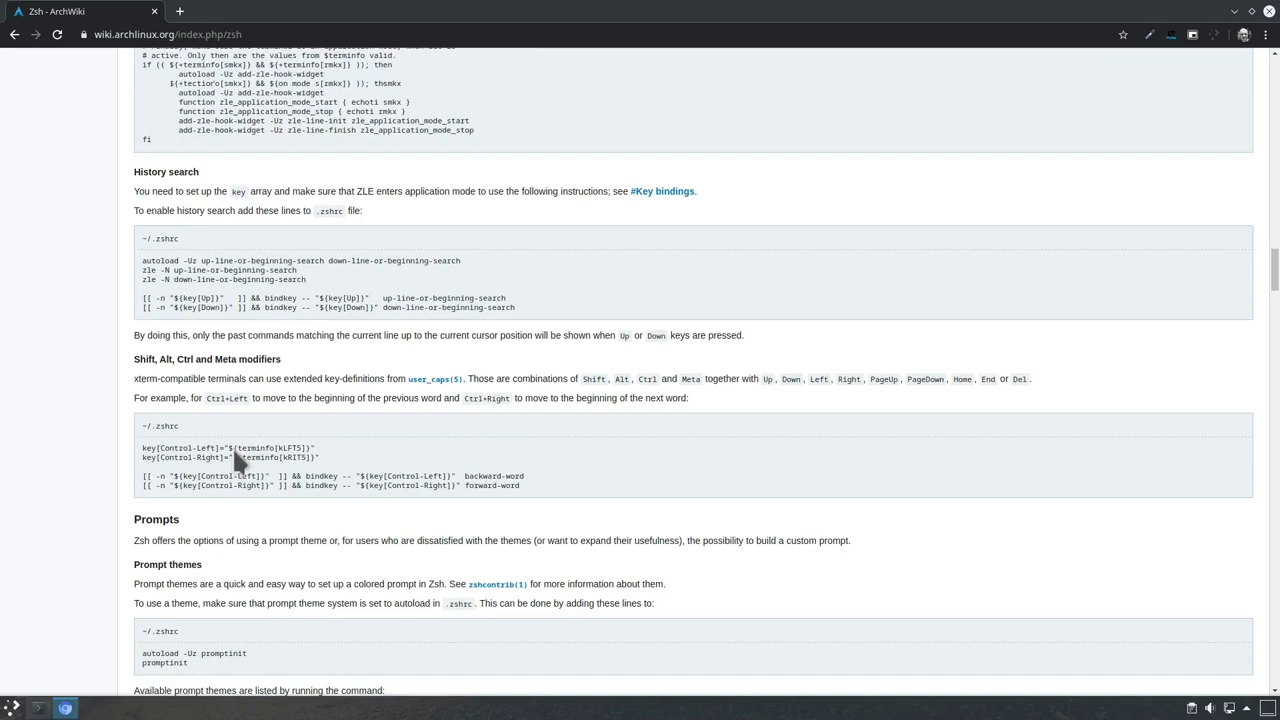 Zsh - ArchWiki
wiki.archlinux.org/index.php/zsh
# active. Only then are the values from $terminfo valid.
if (( ${+terminfo[smkx]} && ${+terminfo[rmkx]} )); then
autoload -Uz add-zle-hook-widget
&& ${on mode s[rmkx]} )); thsmkx
autoload -Uz add-zle-hook-widget
function zle_application_mode_start { echoti smkx }
function zle_application_mode_stop { echoti rmkx }
add-zle-hook-widget -Uz zle-line-init zle_application_mode_start
add-zle-hook-widget -Uz zle-line-finish zle_application_mode_stop
fi
History search
You need to set up the key array and make sure that ZLE enters application mode to use the following instructions; see #Key bindings.
To enable history search add these lines to .zshrc file:
~/.zshrc
autoload -Uz up-line-or-beginning-search down-line-or-beginning-search
zle -N up-line-or-beginning-search
zle -N down-line-or-beginning-search
[[ -n "${key[Up]}"   ]] && bindkey -- "${key[Up]}"   up-line-or-beginning-search
[[ -n "${key[Down]}" ]] && bindkey -- "${key[Down]}" down-line-or-beginning-search
By doing this, only the past commands matching the current line up to the current cursor position will be shown when Up or Down keys are pressed.
Shift, Alt, Ctrl and Meta modifiers
xterm-compatible terminals can use extended key-definitions from user_caps(5). Those are combinations of Shift, Alt, Ctrl and Meta together with Up, Down, Left, Right, PageUp, PageDown, Home, End or Del.
For example, for Ctrl+Left to move to the beginning of the previous word and Ctrl+Right to move to the beginning of the next word:
~/.zshrc
key[Control-Left]="${terminfo[kLFT5]}"
key[Control-Right]="${terminfo[kRIT5]}"
[[ -n "${key[Control-Left]}"  ]] && bindkey -- "${key[Control-Left]}"  backward-word
[[ -n "${key[Control-Right]}" ]] && bindkey -- "${key[Control-Right]}" forward-word
Prompts
Zsh offers the options of using a prompt theme or, for users who are dissatisfied with the themes (or want to expand their usefulness), the possibility to build a custom prompt.
Prompt themes
Prompt themes are a quick and easy way to set up a colored prompt in Zsh. See zshcontrib(1) for more information about them.
To use a theme, make sure that prompt theme system is set to autoload in .zshrc. This can be done by adding these lines to:
~/.zshrc
autoload -Uz promptinit
promptinit
Available prompt themes are listed by running the command: